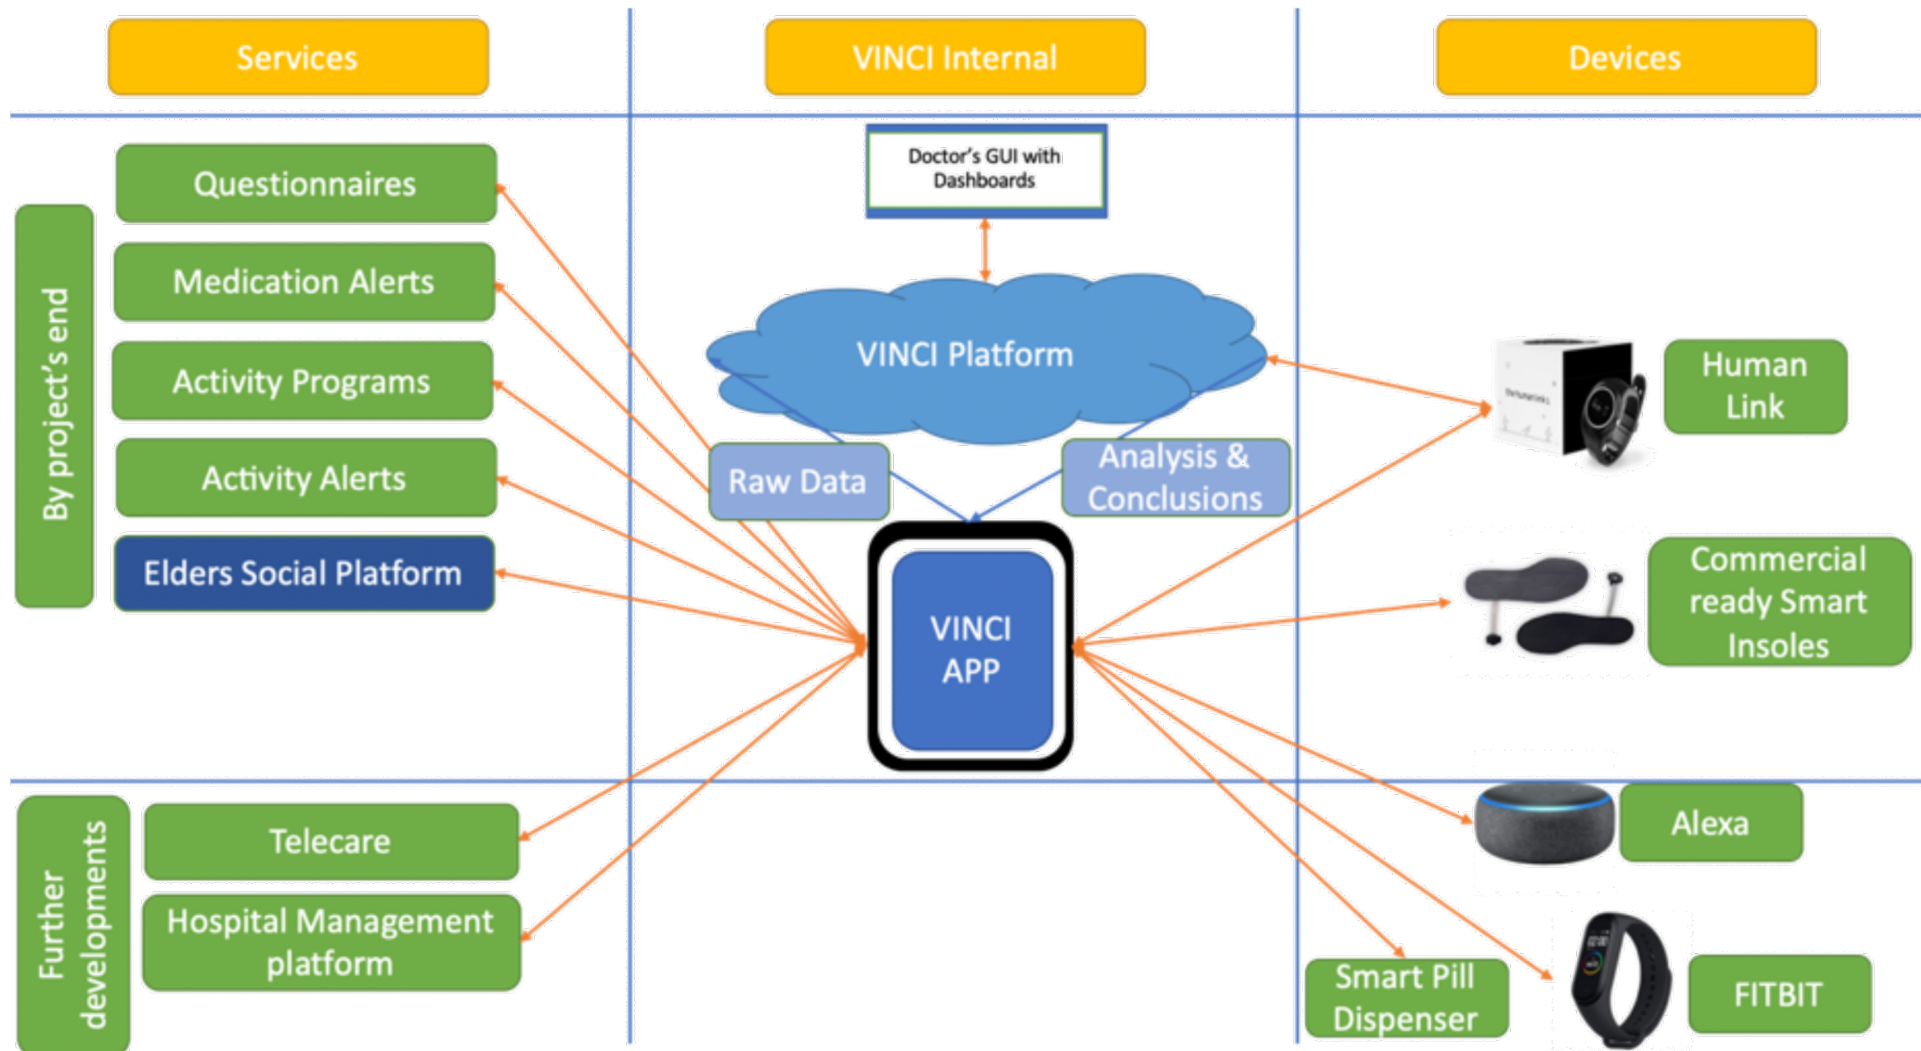 Services
VINCI Internal
Devices
By project's end
Questionnaires
Medication Alerts
Activity Programs
Activity Alerts
Elders Social Platform
Doctor's GUI with
Dashboards
VINCI Platform
Raw Data
Analysis &
Conclusions
VINCI
APP
Human
Link
Commercial
ready Smart
Insoles
Further
developments
Telecare
Hospital Management
platform
Alexa
Smart Pill
Dispenser
FITBIT